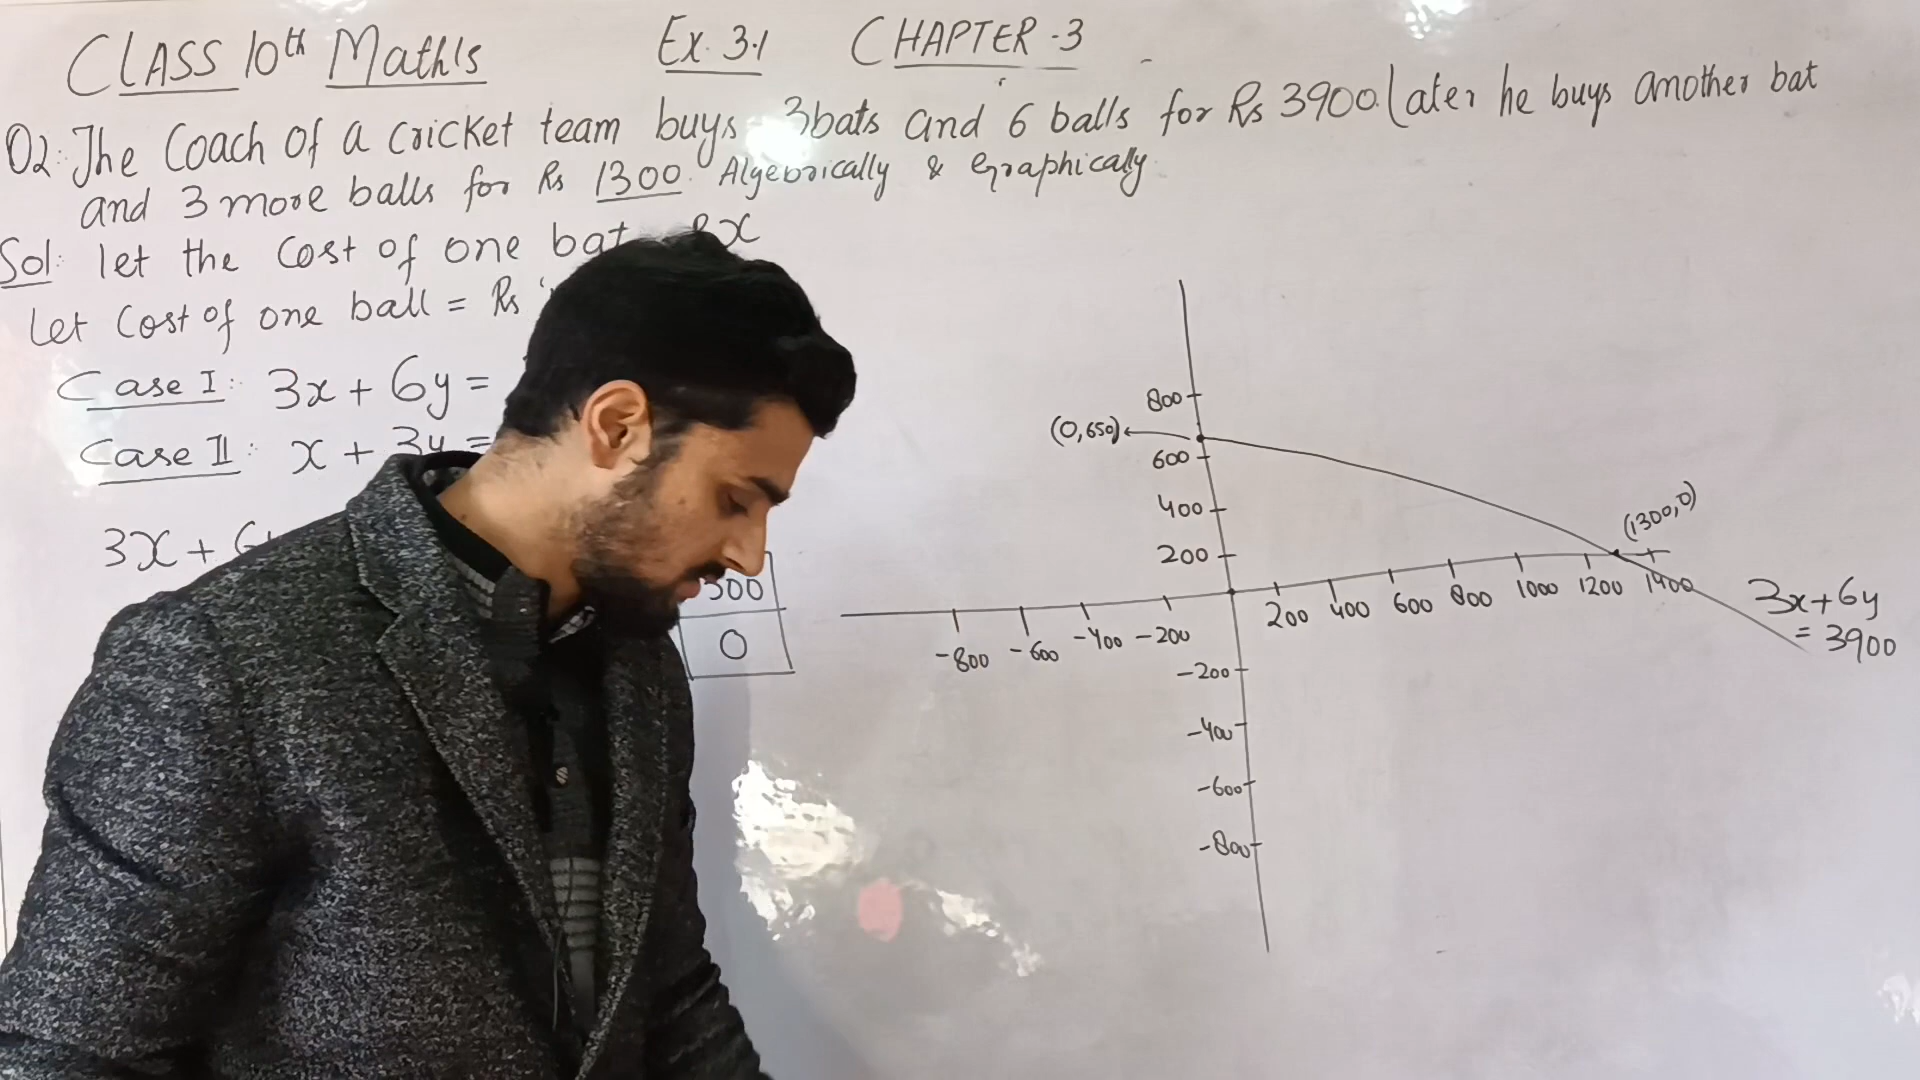 CLASS 10th Math's Ex. 3.1 CHAPTER -3
Q2: The Coach of a cricket team buys 3 bats and 6 balls for Rs 3900. Later he buys another bat
and 3 more balls for Rs 1300. Algebrically & Graphically
Sol: let the Cost of one bat x
Let Cost of one ball = Rs
Case I: 3x + 6y =
Case II: x + 3y =
3x +
0
800
(0,650)
600
400
200
(1300,0)
-800 -600 -400 -200 200 400 600 800 1000 1200 1400
3x+6y
= 3900
-200
-400
-600
-800